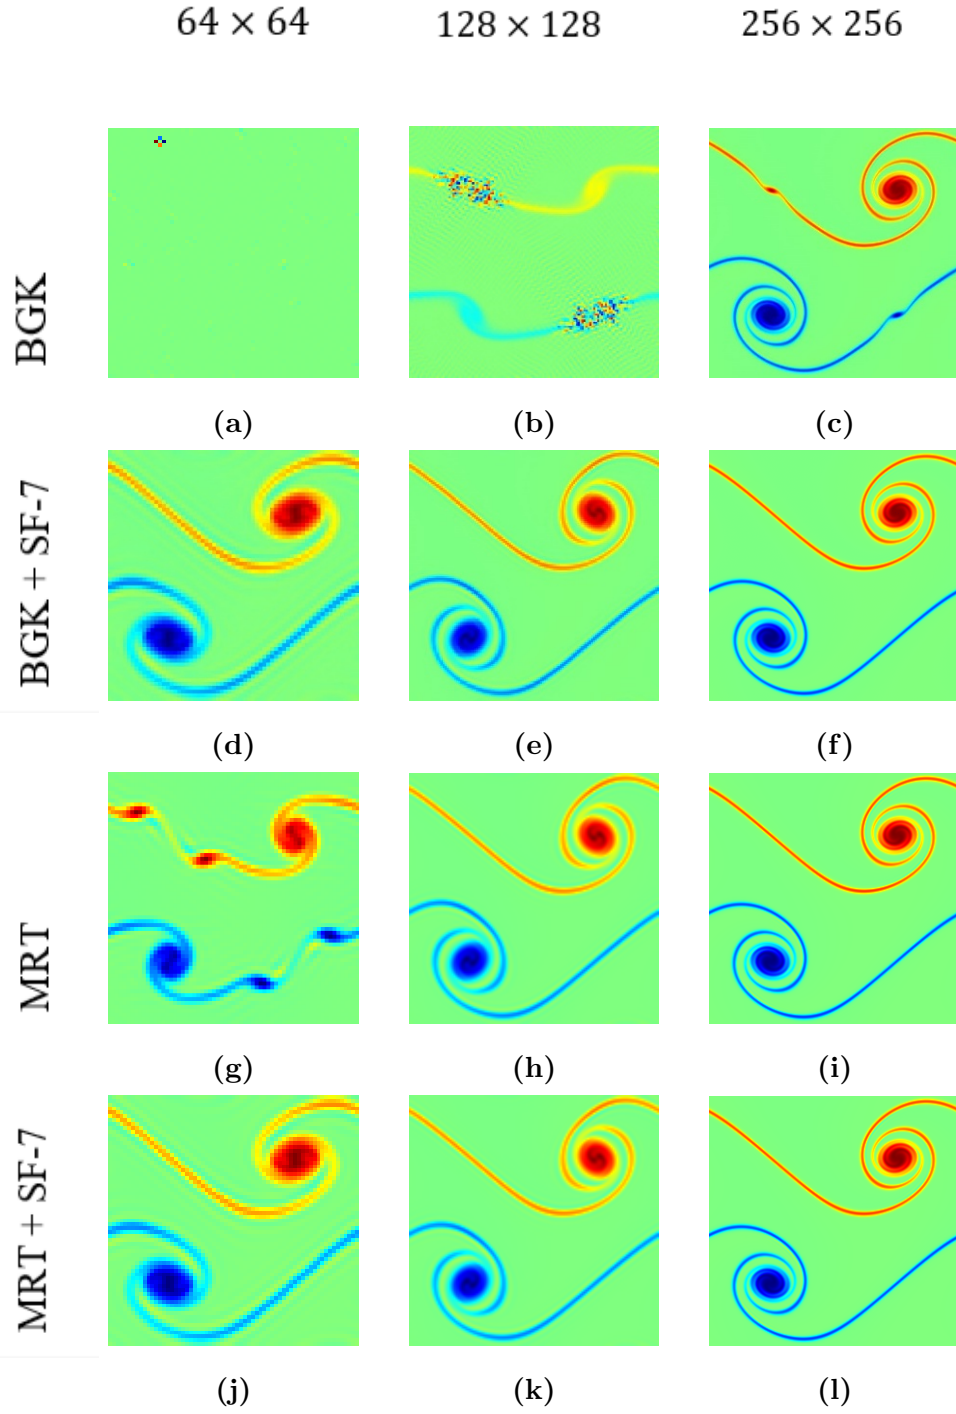 64 × 64 128 × 128 256 × 256
BGK
(a) (b) (c)
BGK + SF-7
(d) (e) (f)
MRT
(g) (h) (i)
MRT + SF-7
(j) (k) (l)